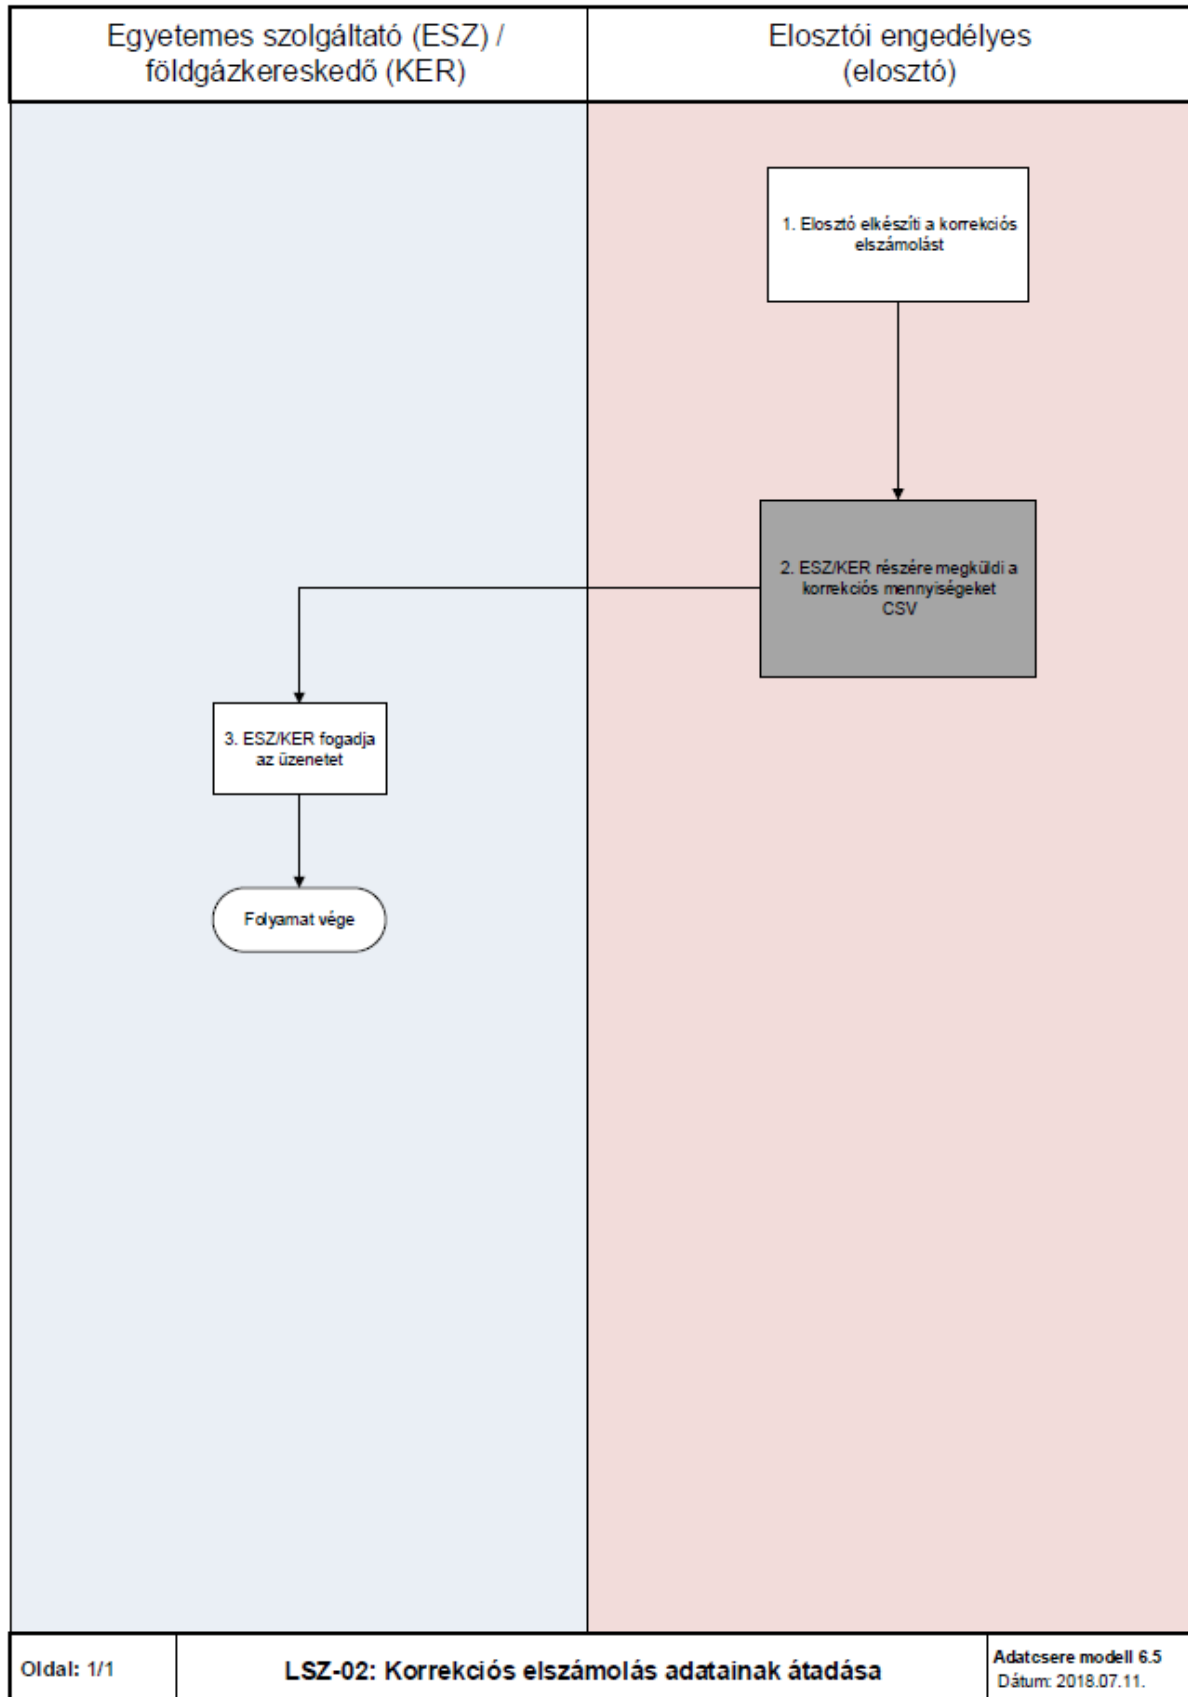 Egyetemes szolgáltató (ESZ) /
földgázkereskedő (KER)
Elosztói engedélyes
(elosztó)
1. Elosztó elkészíti a korrekciós
elszámolást
2. ESZ/KER részére megküldi a
korrekciós mennyiségeket
CSV
3. ESZ/KER fogadja
az üzenetet
Folyamat vége
Oldal: 1/1
LSZ-02: Korrekciós elszámolás adatainak átadása
Adatcsere modell 6.5
Dátum: 2018.07.11.